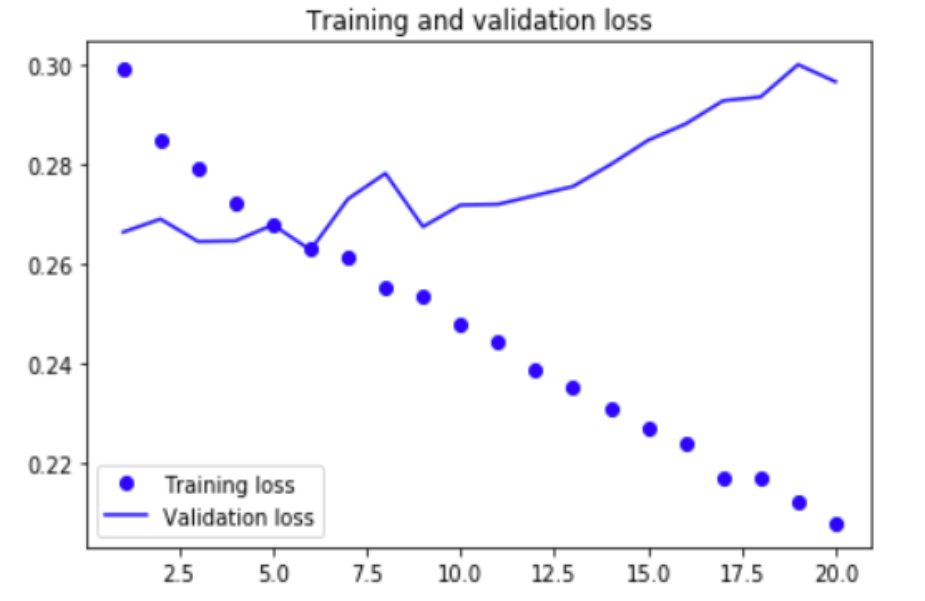 Training and validation loss
0.30
0.28
0.26
0.24
0.22
Training loss
Validation loss
2.5 5.0 7.5 10.0 12.5 15.0 17.5 20.0